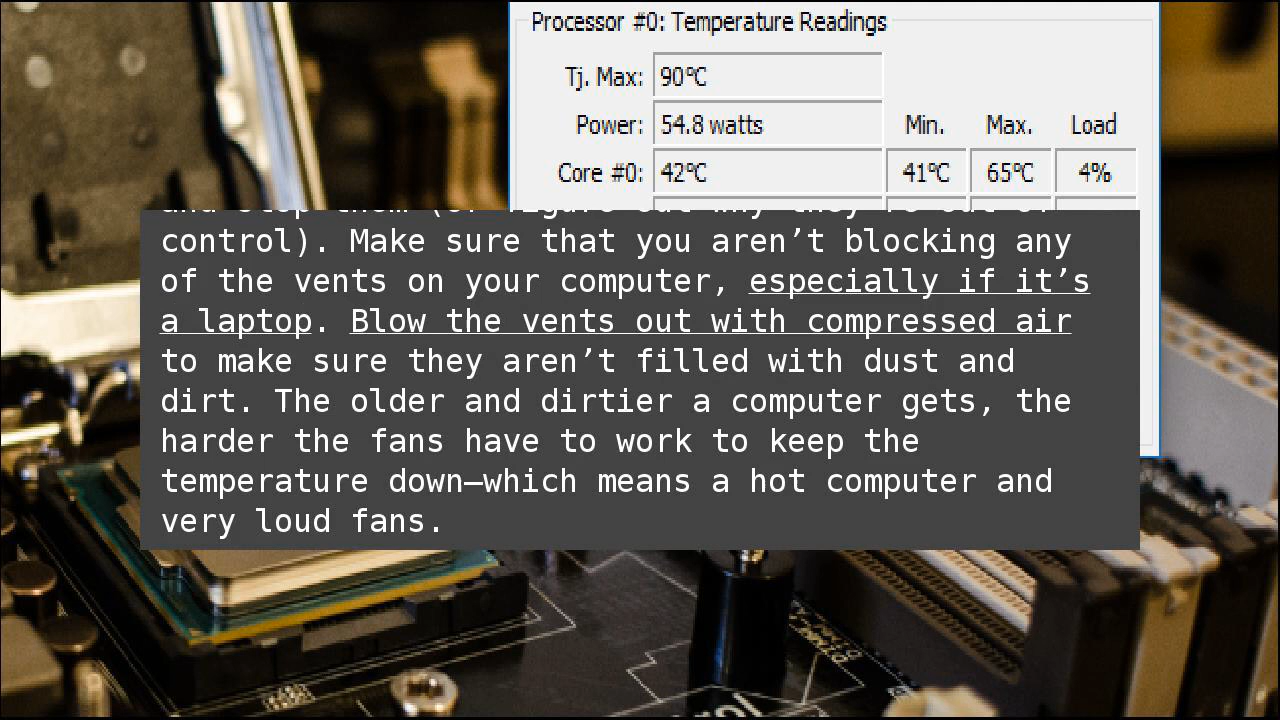 Processor #0: Temperature Readings
Tj. Max: 90°C
Power: 54.8 watts Min. Max. Load
Core #0: 42°C 41°C 65°C 4%
control). Make sure that you aren’t blocking any
of the vents on your computer, especially if it’s
a laptop. Blow the vents out with compressed air
to make sure they aren’t filled with dust and
dirt. The older and dirtier a computer gets, the
harder the fans have to work to keep the
temperature down—which means a hot computer and
very loud fans.